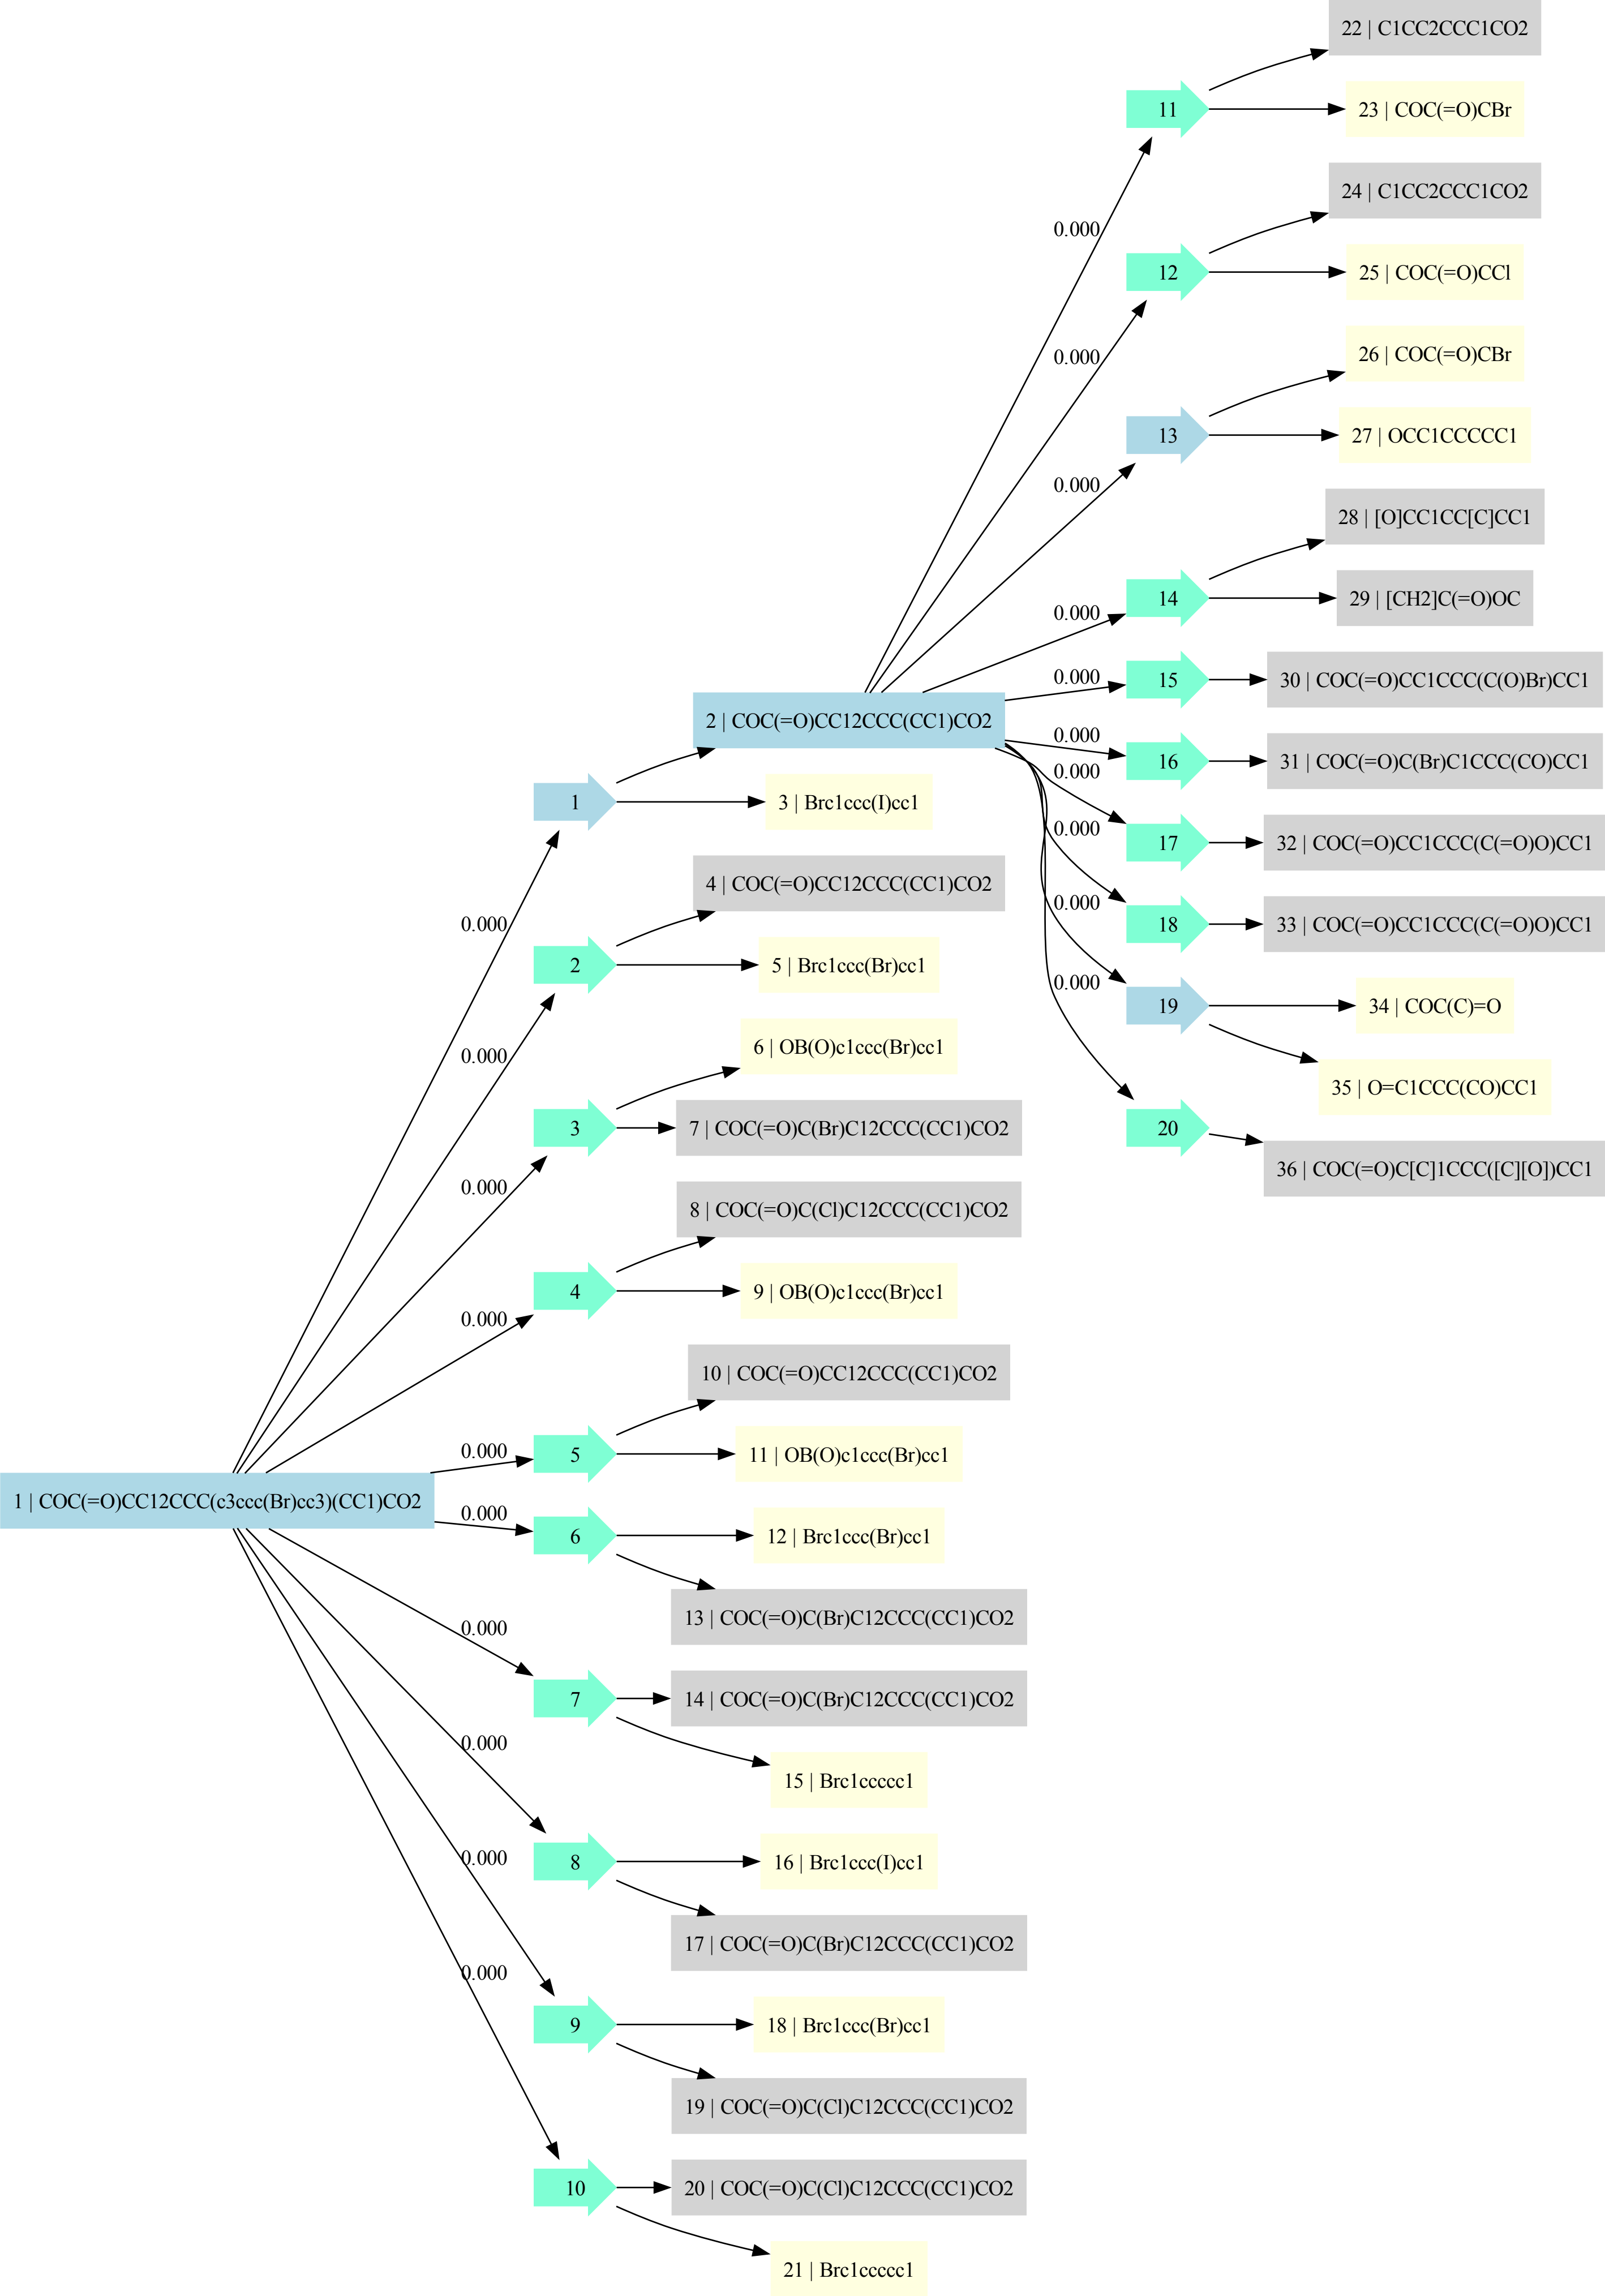 1 | COC(=O)CC12CCC(c3ccc(Br)cc3)(CC1)CO2
0.000
0.000
0.000
0.000
0.000
0.000
0.000
0.000
0.000
0.000
1
2
3
4
5
6
7
8
9
10
2 | COC(=O)CC12CCC(CC1)CO2
3 | Brc1ccc(I)cc1
4 | COC(=O)CC12CCC(CC1)CO2
5 | Brc1ccc(Br)cc1
6 | OB(O)c1ccc(Br)cc1
7 | COC(=O)C(Br)C12CCC(CC1)CO2
8 | COC(=O)C(Cl)C12CCC(CC1)CO2
9 | OB(O)c1ccc(Br)cc1
10 | COC(=O)CC12CCC(CC1)CO2
11 | OB(O)c1ccc(Br)cc1
12 | Brc1ccc(Br)cc1
13 | COC(=O)C(Br)C12CCC(CC1)CO2
14 | COC(=O)C(Br)C12CCC(CC1)CO2
15 | Brc1ccccc1
16 | Brc1ccc(I)cc1
17 | COC(=O)C(Br)C12CCC(CC1)CO2
18 | Brc1ccc(Br)cc1
19 | COC(=O)C(Cl)C12CCC(CC1)CO2
20 | COC(=O)C(Cl)C12CCC(CC1)CO2
21 | Brc1ccccc1
0.000
0.000
0.000
0.000
0.000
0.000
0.000
0.000
0.000
0.000
11
12
13
14
15
16
17
18
19
20
22 | C1CC2CCC1CO2
23 | COC(=O)CBr
24 | C1CC2CCC1CO2
25 | COC(=O)CCl
26 | COC(=O)CBr
27 | OCC1CCCCC1
28 | [O]CC1CC[C]CC1
29 | [CH2]C(=O)OC
30 | COC(=O)CC1CCC(C(O)Br)CC1
31 | COC(=O)C(Br)C1CCC(CO)CC1
32 | COC(=O)CC1CCC(C(=O)O)CC1
33 | COC(=O)CC1CCC(C(=O)O)CC1
34 | COC(C)=O
35 | O=C1CCC(CO)CC1
36 | COC(=O)C[C]1CCC([C][O])CC1